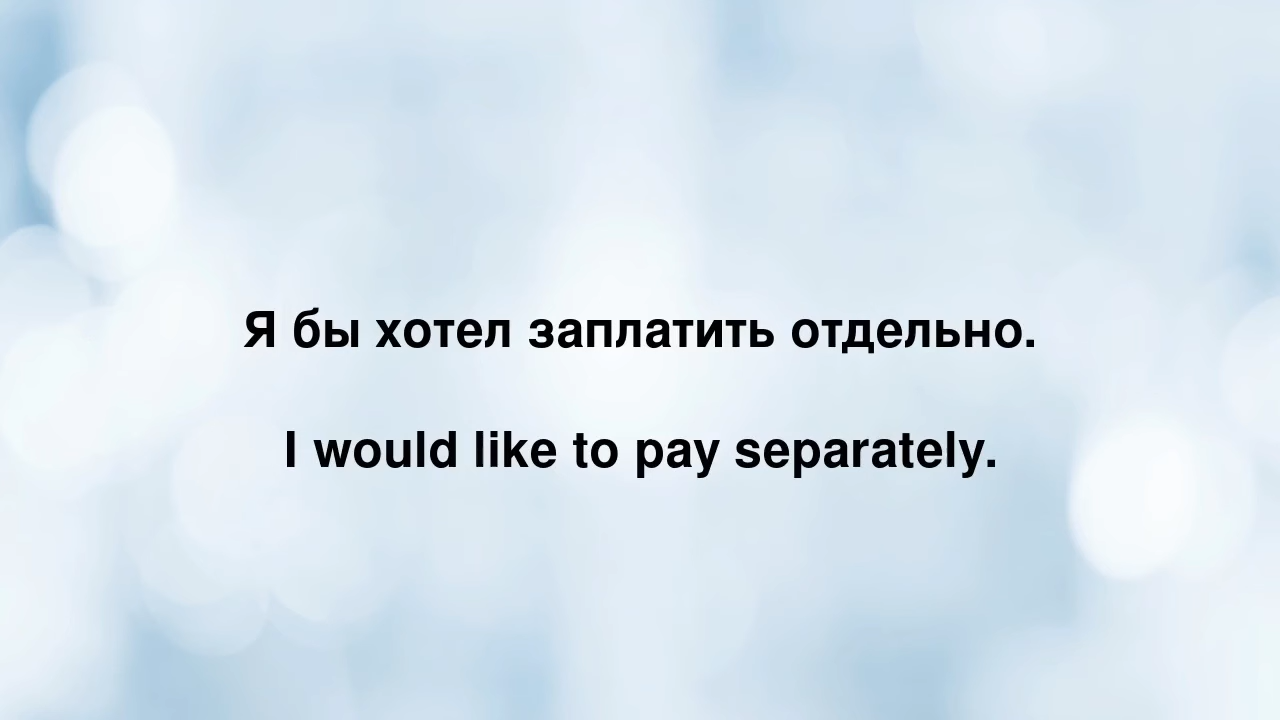 Я бы хотел заплатить отдельно.
I would like to pay separately.